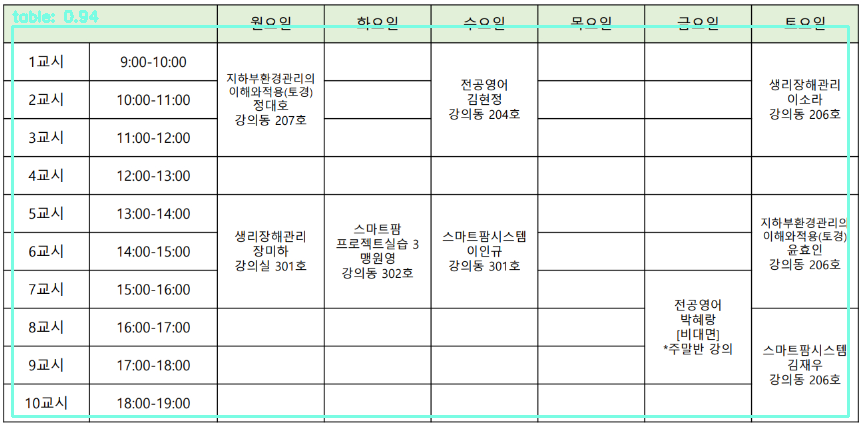 table: 0.94
월요일 화요일 수요일 목요일 금요일 토요일
1교시 9:00-10:00
2교시 10:00-11:00
3교시 11:00-12:00
4교시 12:00-13:00
5교시 13:00-14:00
6교시 14:00-15:00
7교시 15:00-16:00
8교시 16:00-17:00
9교시 17:00-18:00
10교시 18:00-19:00
지하부환경관리의
이해와적용(토경)
정대호
강의동 207호
생리장해관리
장미하
강의실 301호
스마트팜
프로젝트실습 3
맹원영
강의동 302호
전공영어
김현정
강의동 204호
스마트팜시스템
이인규
강의동 301호
전공영어
박혜랑
[비대면]
*주말반 강의
생리장해관리
이소라
강의동 206호
지하부환경관리의
이해와적용(토경)
윤효인
강의동 206호
스마트팜시스템
김재우
강의동 206호